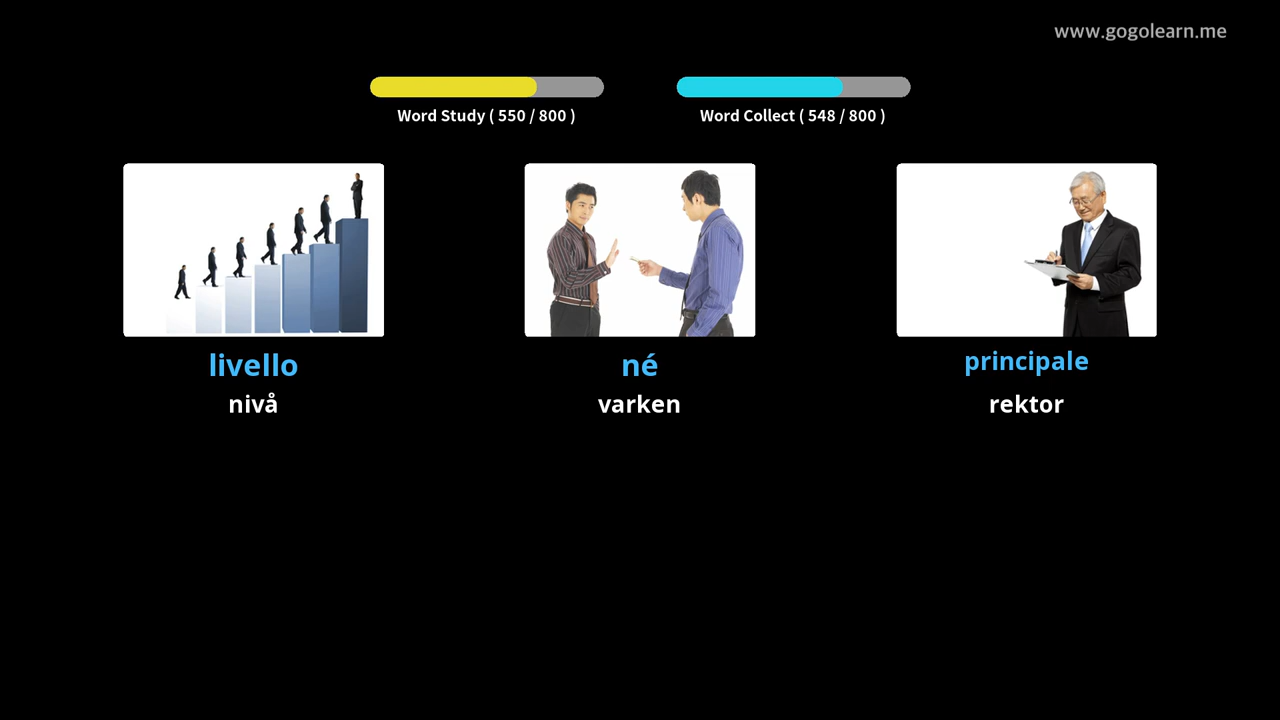 www.gogolearn.me
Word Study ( 550 / 800 )
Word Collect ( 548 / 800 )
livello
né
principale
nivå
varken
rektor